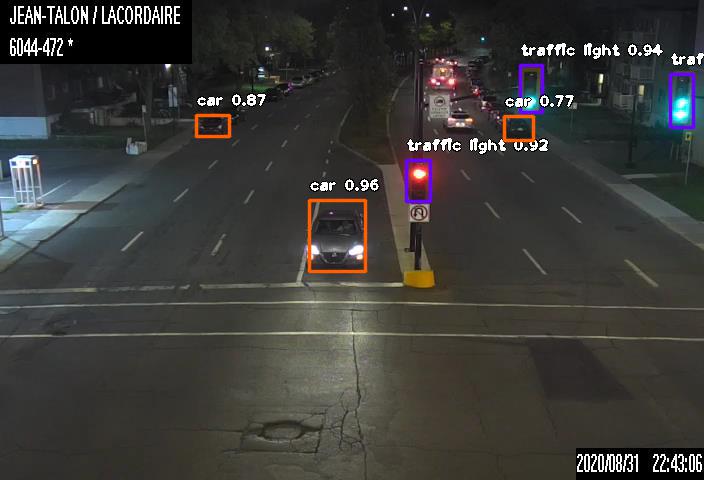 JEAN-TALON / LACORDAIRE
6044-472 *
traffic light 0.94
traf
car 0.87
car 0.77
traffic light 0.92
car 0.96
2020/08/31 22:43:06